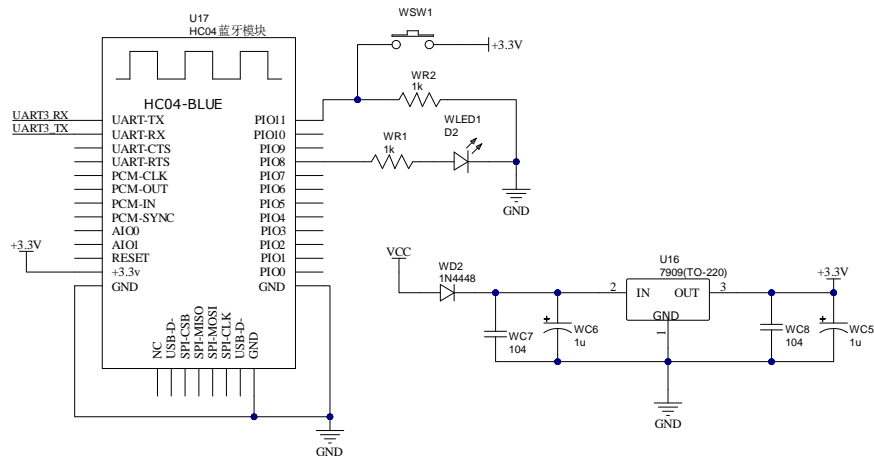 U17
HC04蓝牙模块
HC04-BLUE
UART3_RX
UART3_TX
UART-TX
UART-RX
UART-CTS
UART-RTS
PCM-CLK
PCM-OUT
PCM-IN
PCM-SYNC
AIO0
AIO1
RESET
+3.3v
GND
+3.3V
PIO11
PIO10
PIO9
PIO8
PIO7
PIO6
PIO5
PIO4
PIO3
PIO2
PIO1
PIO0
GND
NC
USB-D-
SPI-CSB
SPI-MISO
SPI-MOSI
SPI-CLK
USB-D-
GND
GND
WSW1
+3.3V
WR2
1k
WR1
1k
WLED1
D2
GND
VCC
WD2
1N4448
U16
7909(TO-220)
2
IN
OUT
3
GND
1
+3.3V
WC7
104
WC6
1u
WC8
104
WC5
1u
GND